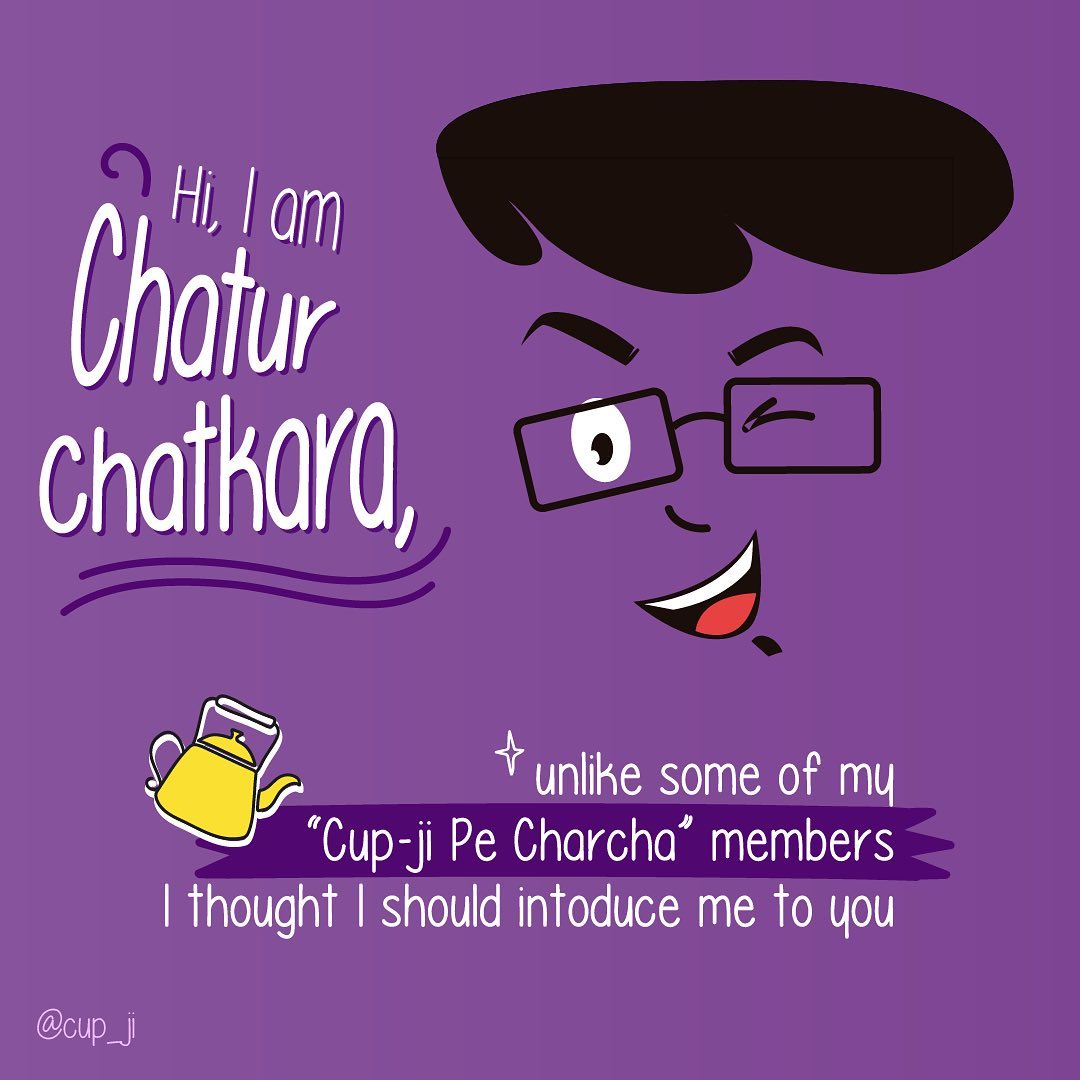 Hi, I am
Chatur
chatkara,
unlike some of my
“Cup-ji Pe Charcha” members
I thought I should intoduce me to you
@cup_ji